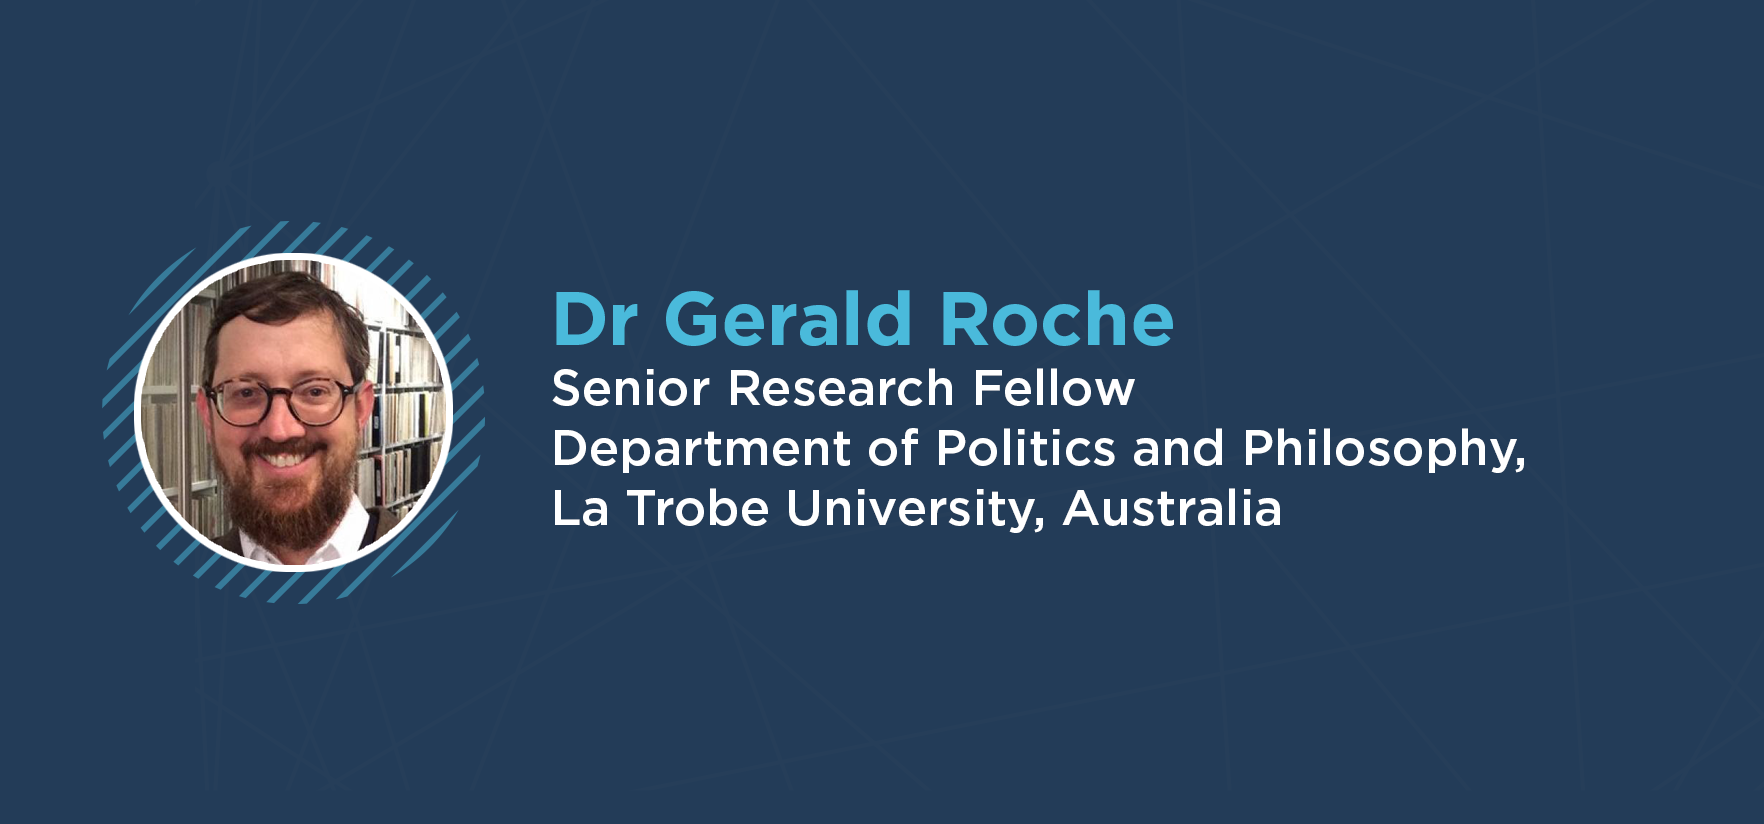 Dr Gerald Roche
Senior Research Fellow
Department of Politics and Philosophy,
La Trobe University, Australia